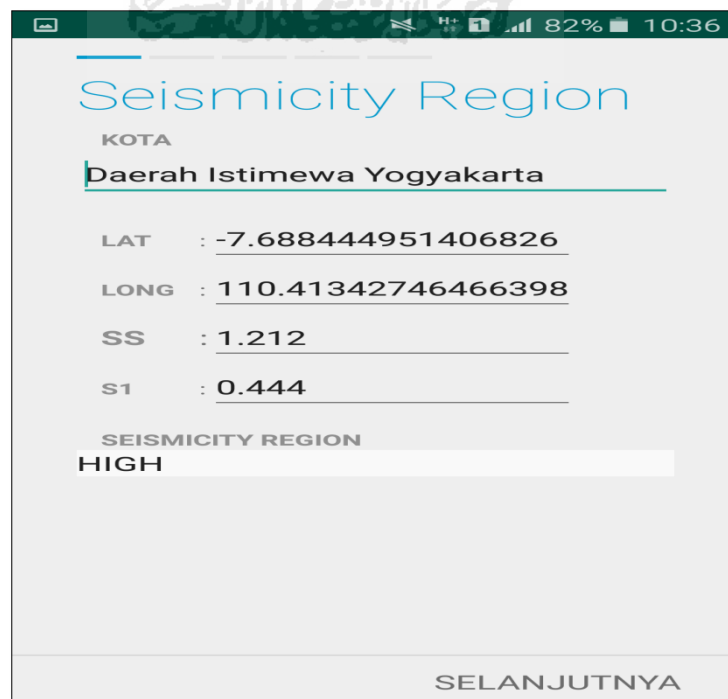 H+ 1 82% 10:36
Seismicity Region
KOTA
Daerah Istimewa Yogyakarta
LAT : -7.688444951406826
LONG : 110.41342746466398
SS : 1.212
S1 : 0.444
SEISMICITY REGION
HIGH
SELANJUTNYA